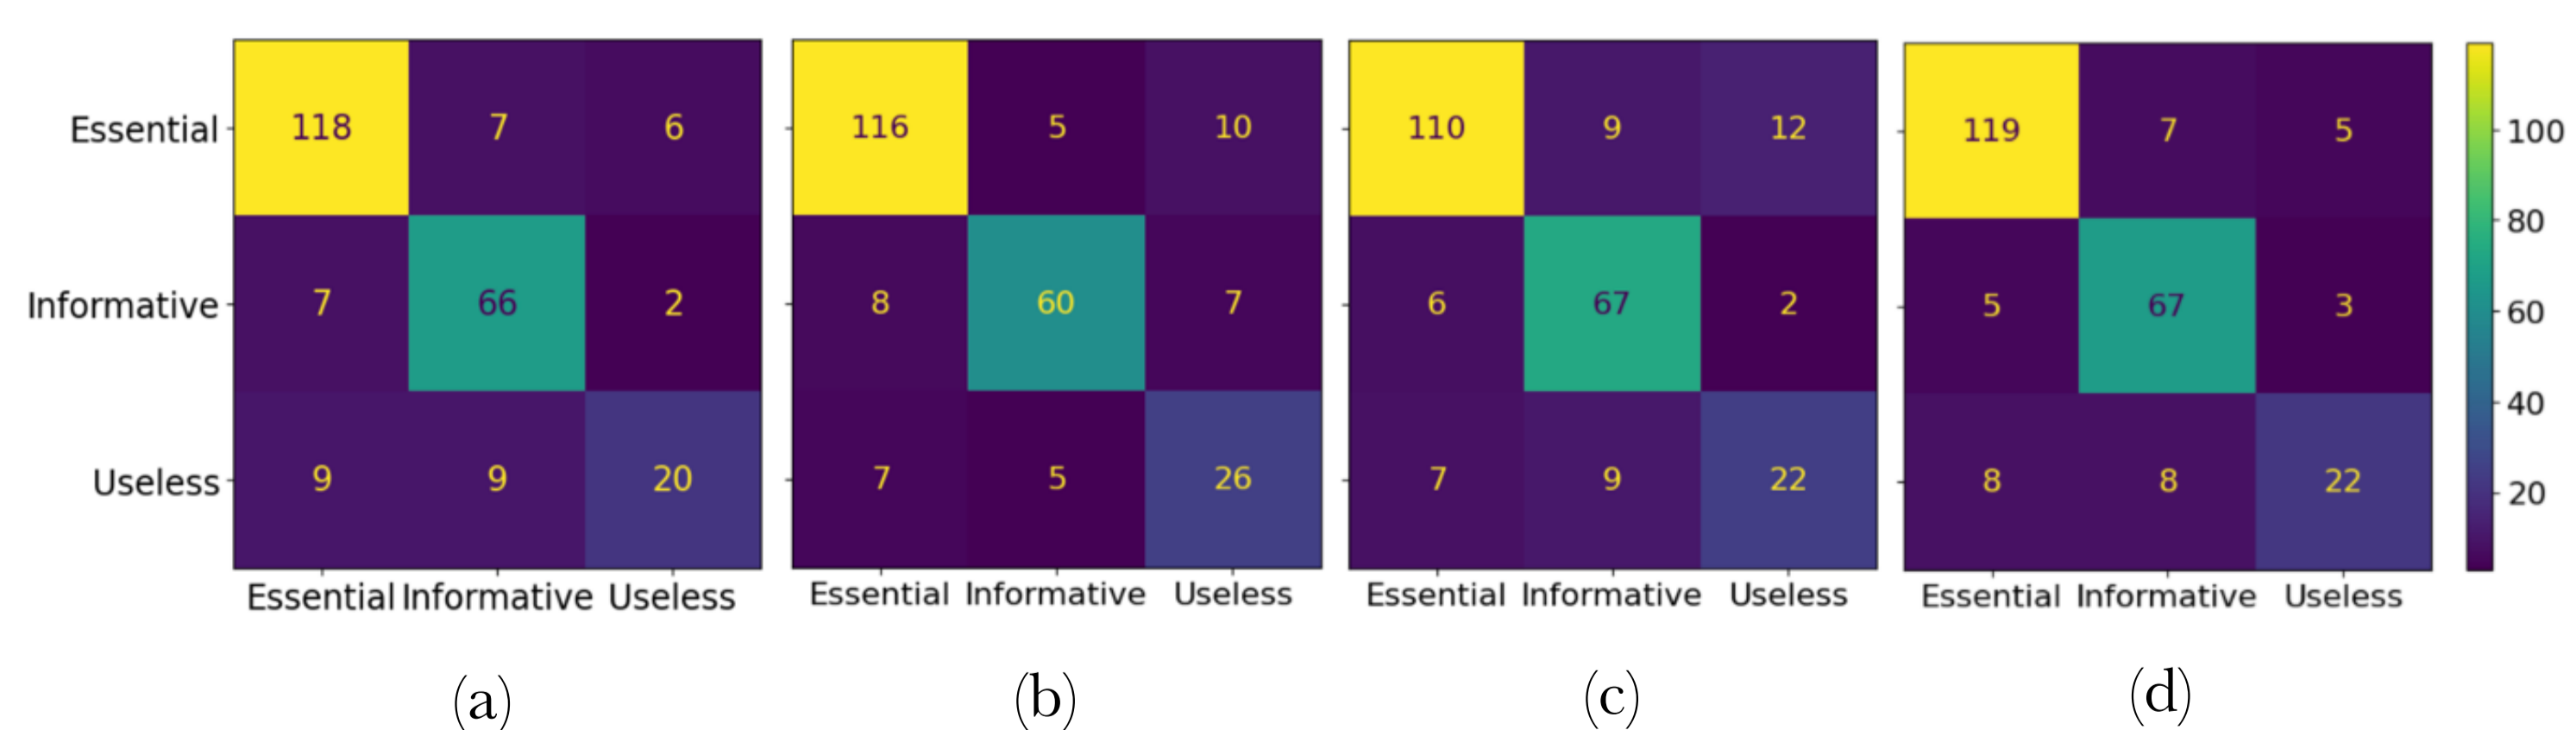 Essential 118 7 6 116 5 10 110 9 12 119 7 5 100
80
Informative 7 66 2 8 60 7 6 67 2 5 67 3 60
40
Useless 9 9 20 7 5 26 7 9 22 8 8 22 20
Essential Informative Useless Essential Informative Useless Essential Informative Useless Essential Informative Useless
(a) (b) (c) (d)